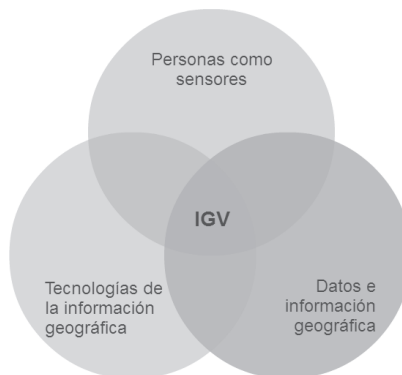 Personas como
sensores
IGV
Tecnologías de
la información
geográfica
Datos e
información
geográfica